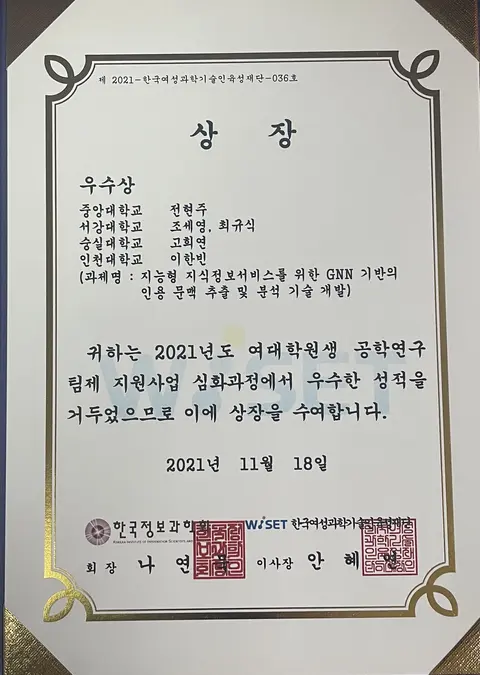 제 2021-한국여성과학기술인육성재단-036호
상 장
우수상
중앙대학교 전현주
서강대학교 조세영, 최규식
숭실대학교 고희연
인천대학교 이한빈
(과제명 : 지능형 지식정보서비스를 위한 GNN 기반의
인용 문맥 추출 및 분석 기술 개발)
WISET
귀하는 2021년도 여대학원생 공학연구
팀제 지원사업 심화과정에서 우수한 성적을
거두었으므로 이에 상장을 수여합니다.
2021년 11월 18일
한국정보과학회 WISET 한국여성과학기술인육성재단
회장 나 연 이사장 안 혜 연